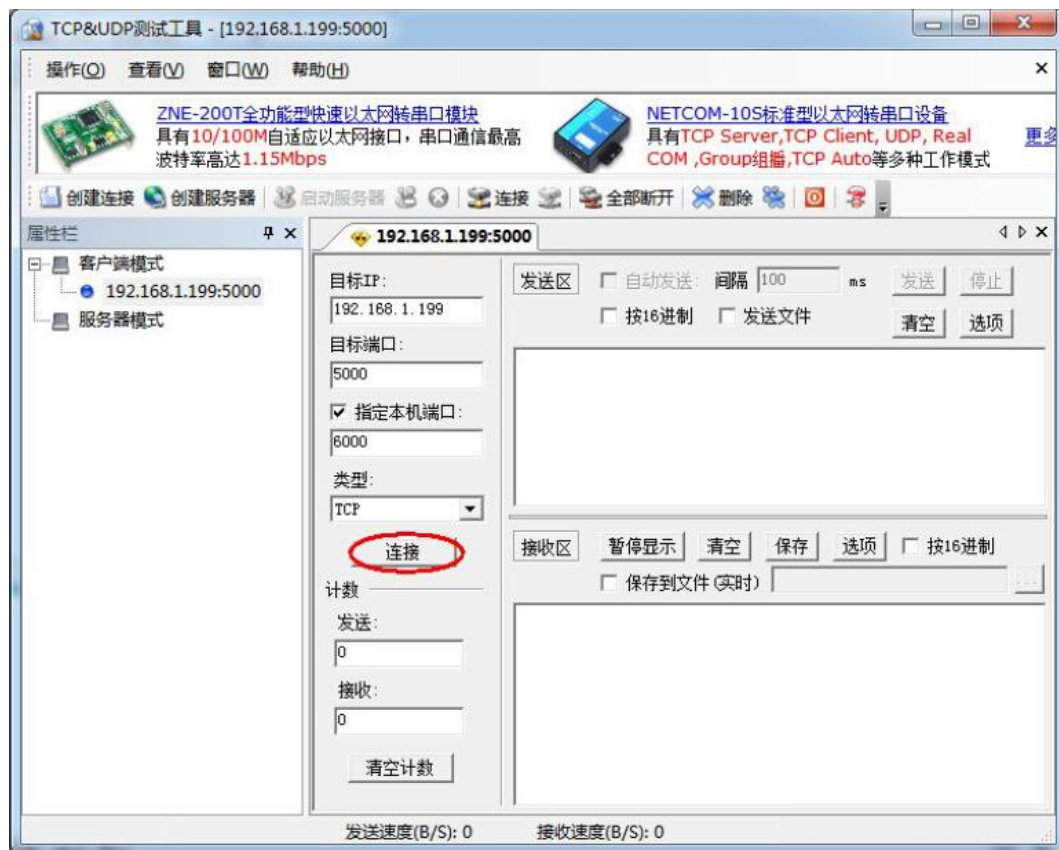 TCP&UDP测试工具 - [192.168.1.199:5000]
操作(O) 查看(V) 窗口(W) 帮助(H)
ZNE-200T全功能型快速以太网转串口模块
具有10/100M自适应以太网接口，串口通信最高
波特率高达1.15Mbps
NETCOM-10S标准型以太网转串口设备
具有TCP Server,TCP Client, UDP, Real
COM ,Group组播,TCP Auto等多种工作模式
更多
创建连接 创建服务器 启动服务器 连接 全部断开 删除
属性栏
客户端模式
192.168.1.199:5000
服务器模式
192.168.1.199:5000
目标IP:
192.168.1.199
目标端口:
5000
指定本机端口:
6000
类型:
TCP
连接
计数
发送:
0
接收:
0
清空计数
发送区 自动发送: 间隔 100 ms 发送 停止
按16进制 发送文件 清空 选项
接收区 暂停显示 清空 保存 选项 按16进制
保存到文件(实时) ...
发送速度(B/S): 0 接收速度(B/S): 0